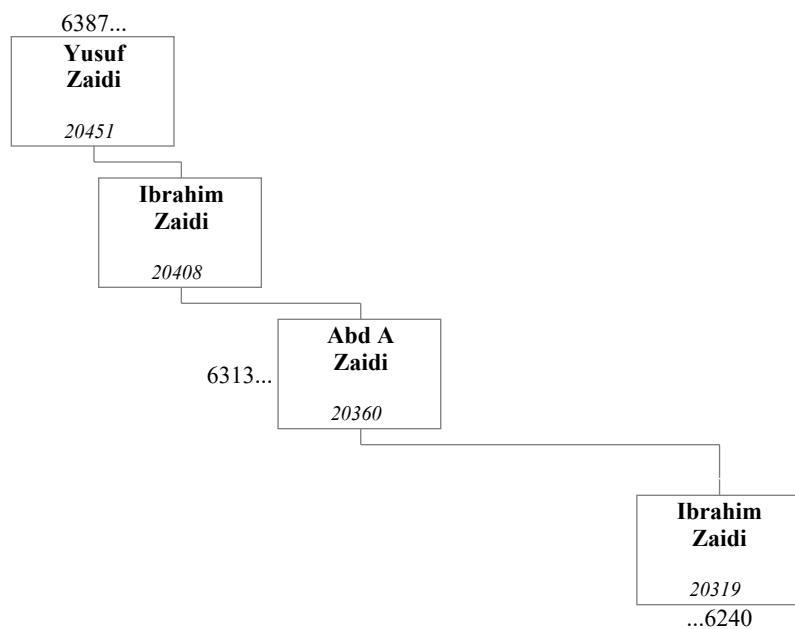 6387...
Yusuf
Zaidi
20451
Ibrahim
Zaidi
20408
Abd A
Zaidi
6313...
20360
Ibrahim
Zaidi
20319
...6240